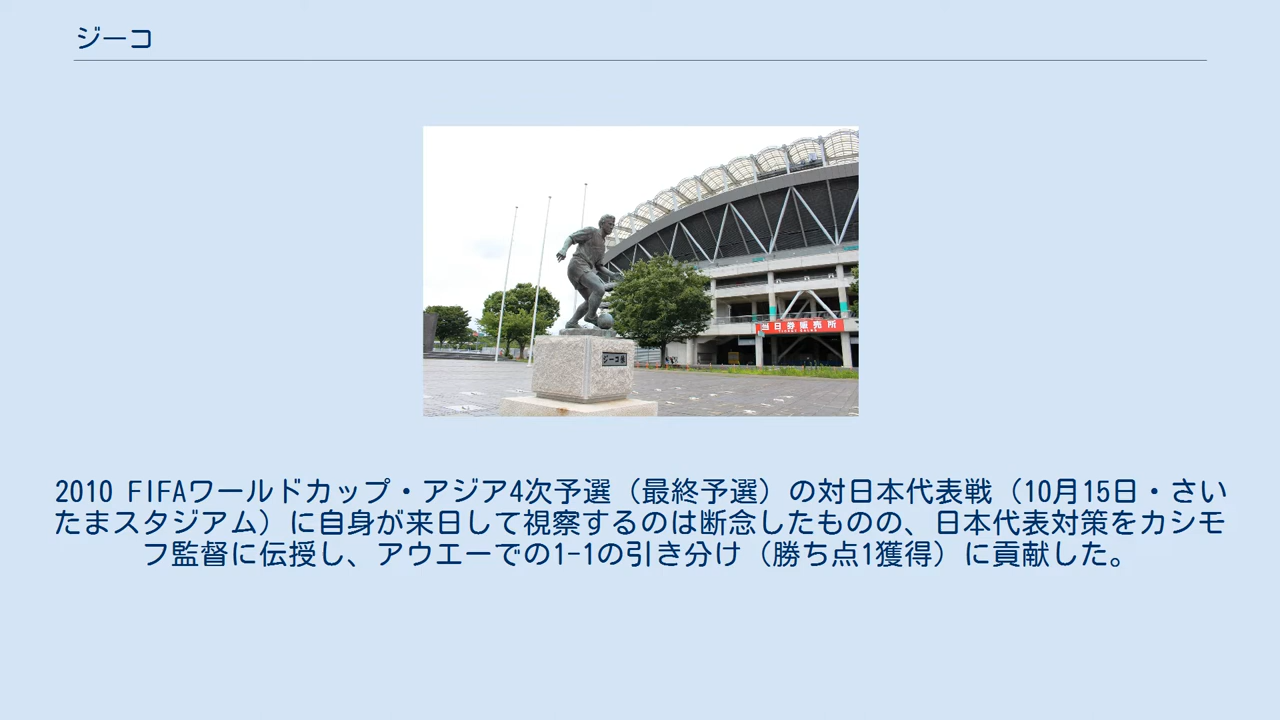 ジーコ
当日券販売所
ジーコ像
2010 FIFAワールドカップ・アジア4次予選（最終予選）の対日本代表戦（10月15日・さい
たまスタジアム）に自身が来日して視察するのは断念したものの、日本代表対策をカシモ
フ監督に伝授し、アウエーでの1-1の引き分け（勝ち点1獲得）に貢献した。